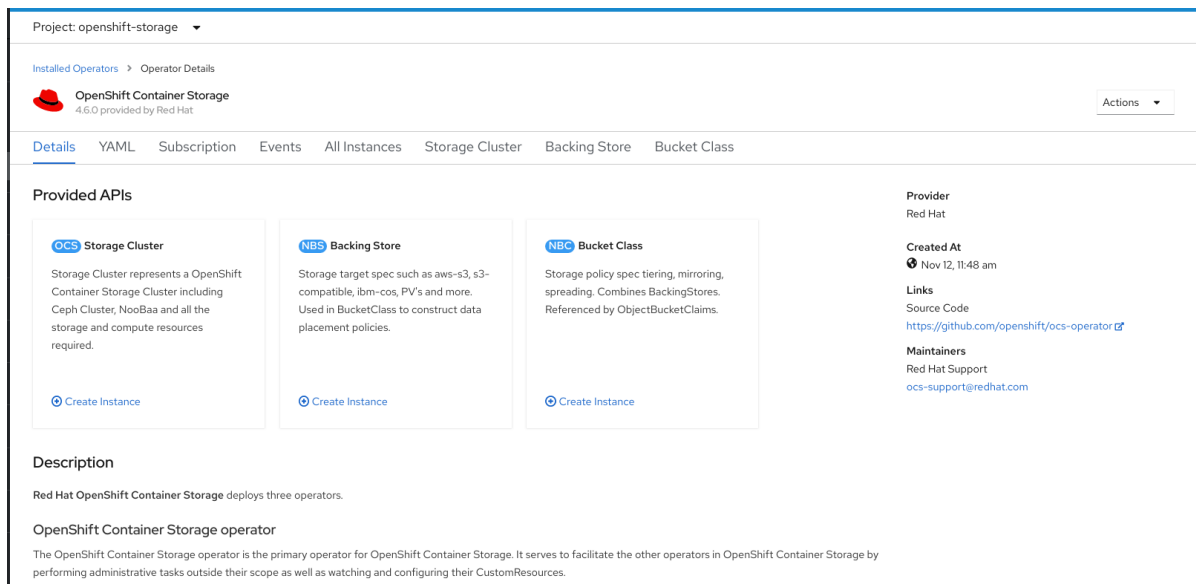 Project: openshift-storage
Installed Operators > Operator Details
OpenShift Container Storage
4.6.0 provided by Red Hat
Actions
Details YAML Subscription Events All Instances Storage Cluster Backing Store Bucket Class
Provided APIs
OCS Storage Cluster
Storage Cluster represents a OpenShift
Container Storage Cluster including
Ceph Cluster, NooBaa and all the
storage and compute resources
required.
Create Instance
NBS Backing Store
Storage target spec such as aws-s3, s3-
compatible, ibm-cos, PV's and more.
Used in BucketClass to construct data
placement policies.
Create Instance
NBC Bucket Class
Storage policy spec tiering, mirroring,
spreading. Combines BackingStores.
Referenced by ObjectBucketClaims.
Create Instance
Provider
Red Hat
Created At
Nov 12, 11:48 am
Links
Source Code
https://github.com/openshift/ocs-operator
Maintainers
Red Hat Support
ocs-support@redhat.com
Description
Red Hat OpenShift Container Storage deploys three operators.
OpenShift Container Storage operator
The OpenShift Container Storage operator is the primary operator for OpenShift Container Storage. It serves to facilitate the other operators in OpenShift Container Storage by
performing administrative tasks outside their scope as well as watching and configuring their CustomResources.